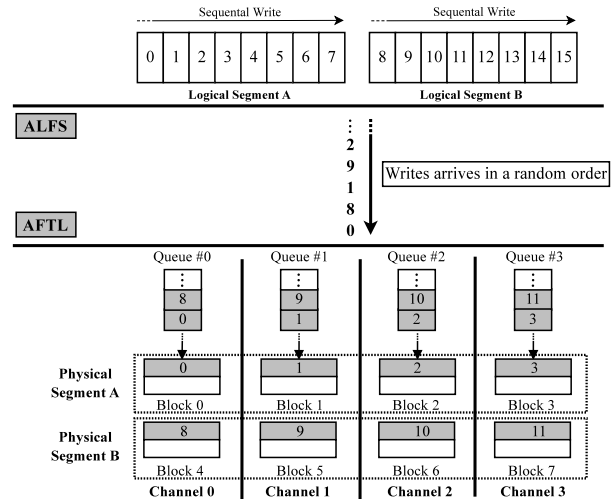 Sequental Write Sequental Write
0 1 2 3 4 5 6 7 8 9 10 11 12 13 14 15
Logical Segment A Logical Segment B
ALFS
2
9
1
8
0
Writes arrives in a random order
AFTL
Queue #0 Queue #1 Queue #2 Queue #3
8 9 10 11
0 1 2 3
Physical Segment A
0 1 2 3
Block 0 Block 1 Block 2 Block 3
Physical Segment B
8 9 10 11
Block 4 Block 5 Block 6 Block 7
Channel 0 Channel 1 Channel 2 Channel 3